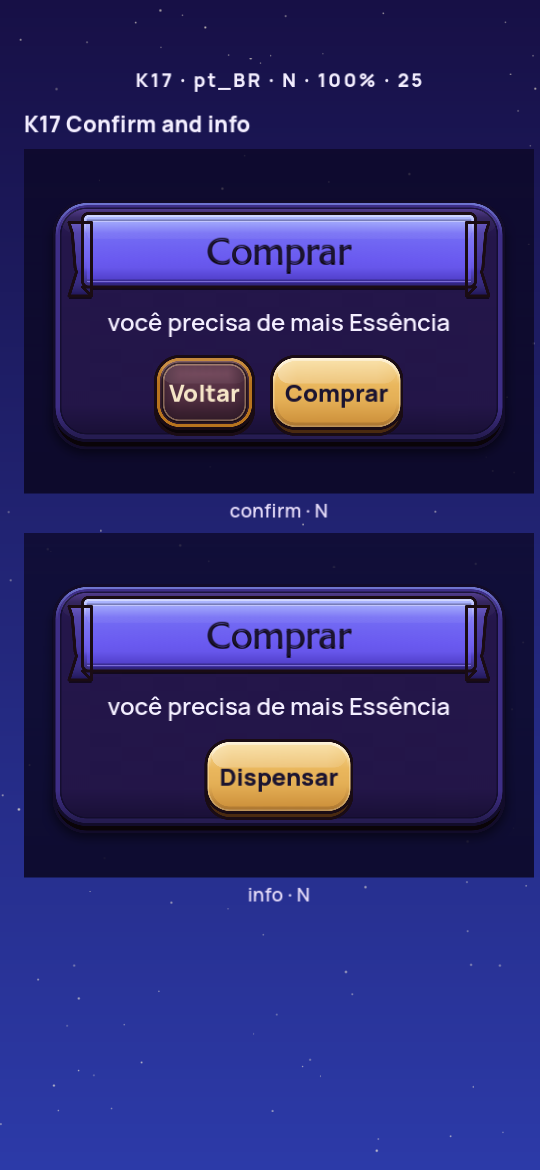 K17 · pt_BR · N · 100% · 25
K17 Confirm and info
Comprar
você precisa de mais Essência
Voltar Comprar
confirm · N
Comprar
você precisa de mais Essência
Dispensar
info · N